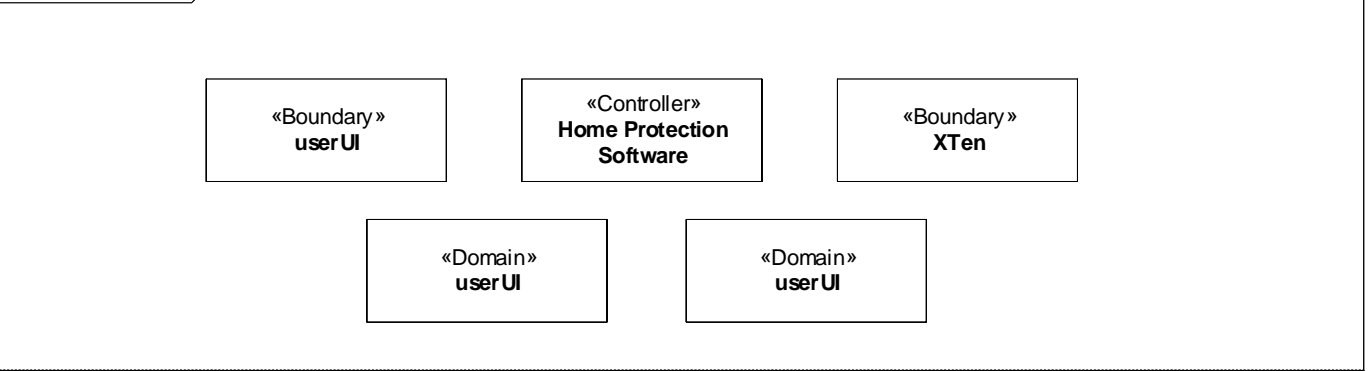 «Boundary»
userUI
«Controller»
Home Protection
Software
«Boundary»
XTen
«Domain»
userUI
«Domain»
userUI